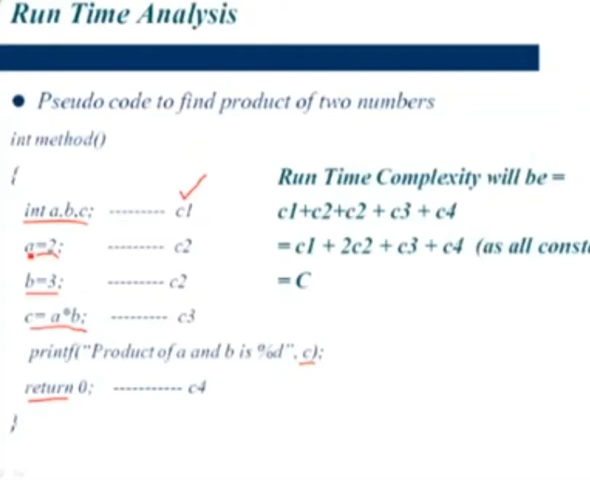 Run Time Analysis
● Pseudo code to find product of two numbers
int method()
{
int a,b,c; --------- c1
a=2; --------- c2
b=3; --------- c2
c= a*b; --------- c3
printf("Product of a and b is %d", c);
return 0; ----------- c4
}
Run Time Complexity will be =
c1+c2+c2 + c3 + c4
= c1 + 2c2 + c3 + c4 (as all
= C